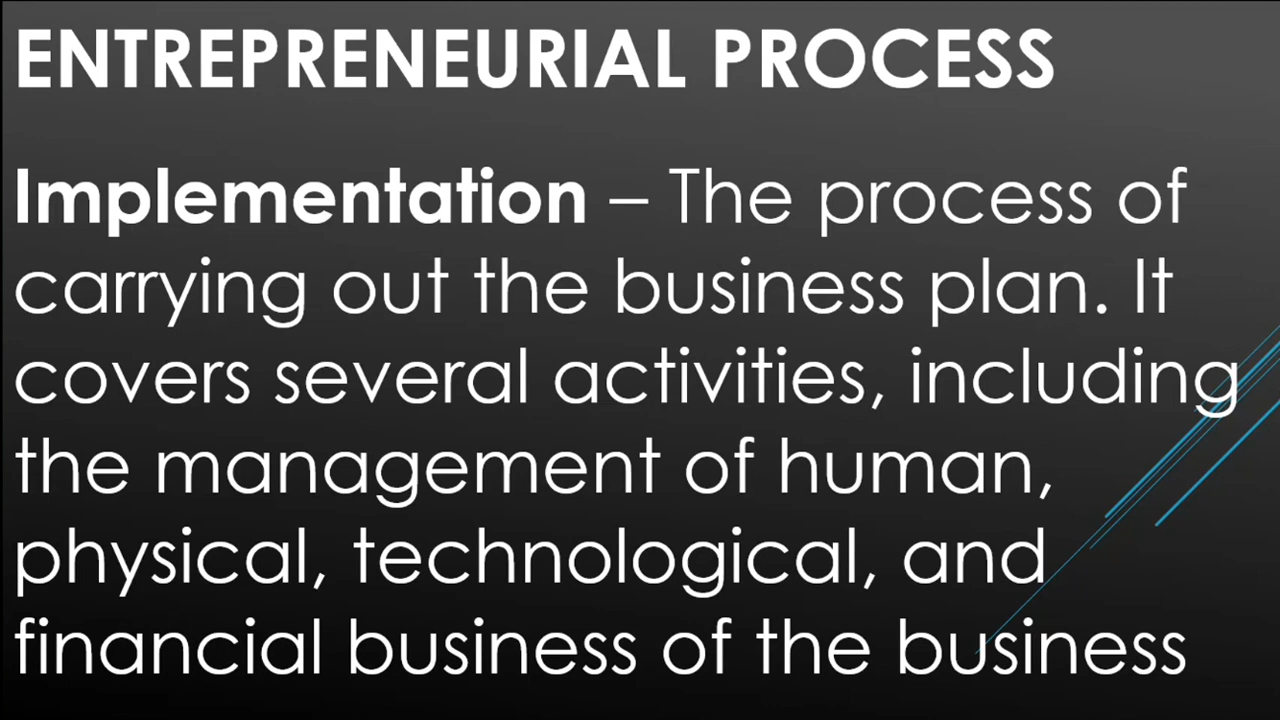 ENTREPRENEURIAL PROCESS
Implementation – The process of
carrying out the business plan. It
covers several activities, including
the management of human,
physical, technological, and
financial business of the business